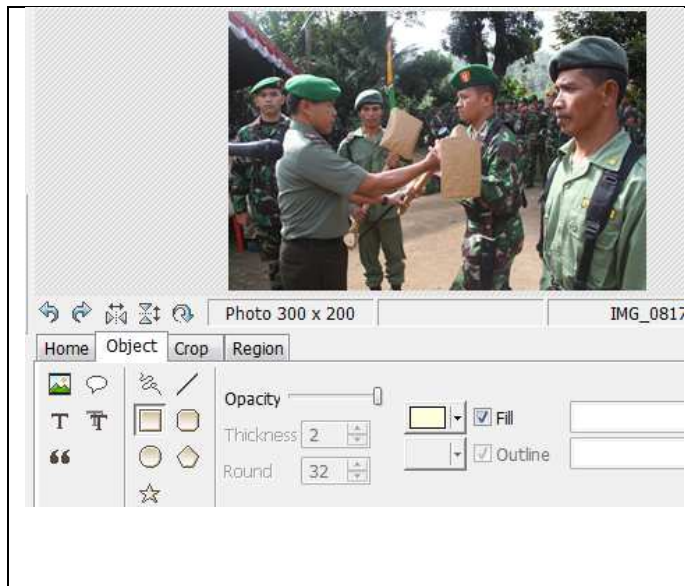 Photo 300 x 200
IMG_0817
Home Object Crop Region
Opacity
Fill
Thickness 2
Outline
Round 32